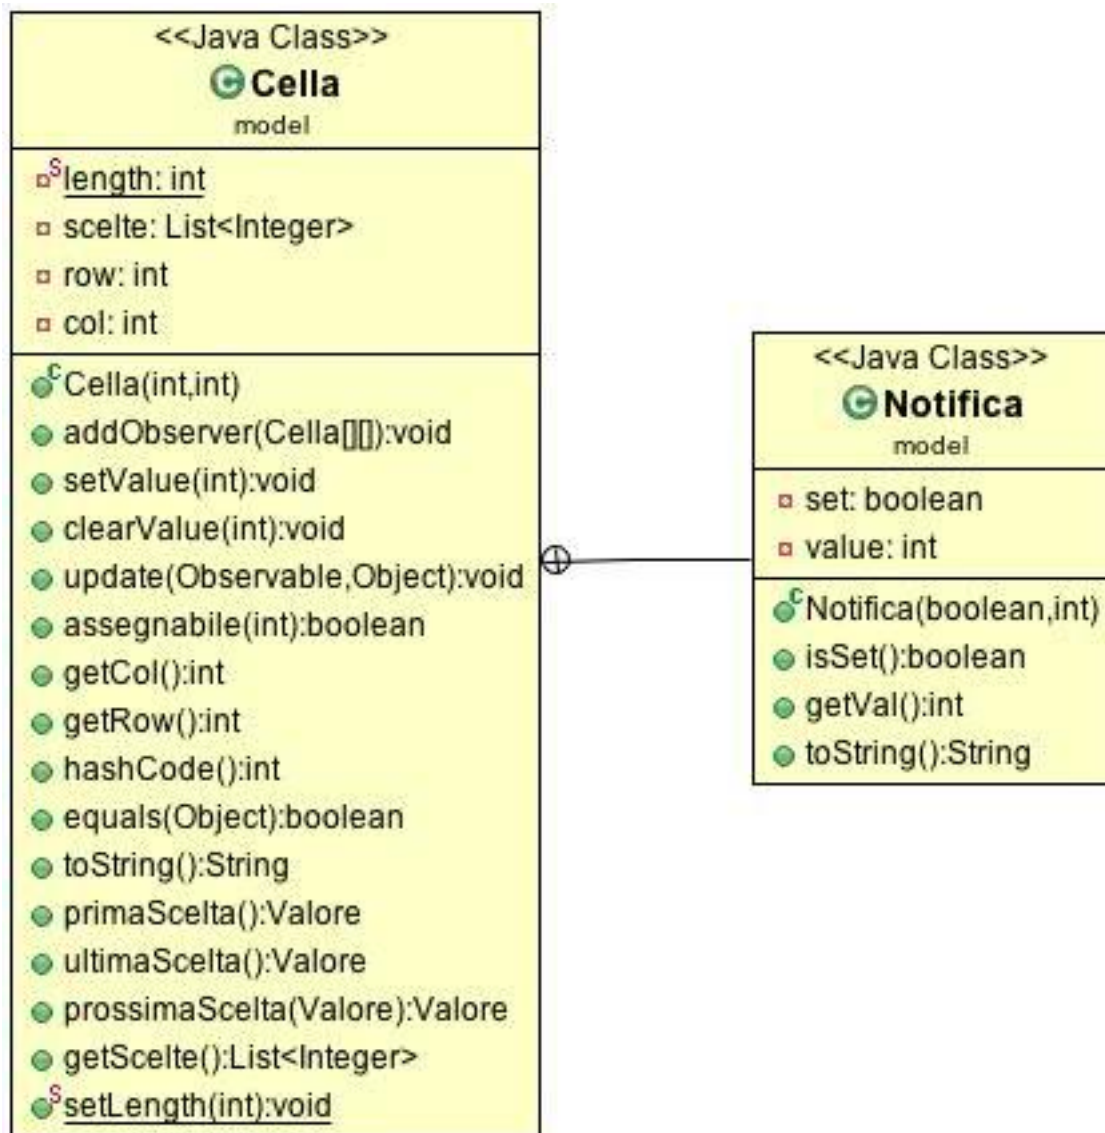 <<Java Class>>
Cella
model
length: int
scelte: List<Integer>
row: int
col: int
Cella(int,int)
addObserver(Cella[][]):void
setValue(int):void
clearValue(int):void
update(Observable,Object):void
assegnabile(int):boolean
getCol():int
getRow():int
hashCode():int
equals(Object):boolean
toString():String
primaScelta():Valore
ultimaScelta():Valore
prossimaScelta(Valore):Valore
getScelte():List<Integer>
setLength(int):void
<<Java Class>>
Notifica
model
set: boolean
value: int
Notifica(boolean,int)
isSet():boolean
getVal():int
toString():String